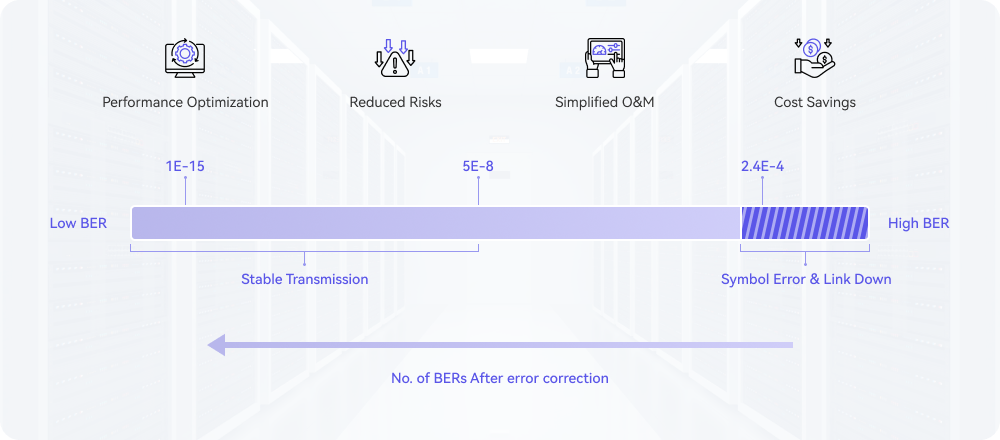 Performance Optimization
Reduced Risks
Simplified O&M
Cost Savings
1E-15
5E-8
2.4E-4
Low BER
High BER
Stable Transmission
Symbol Error & Link Down
No. of BERs After error correction